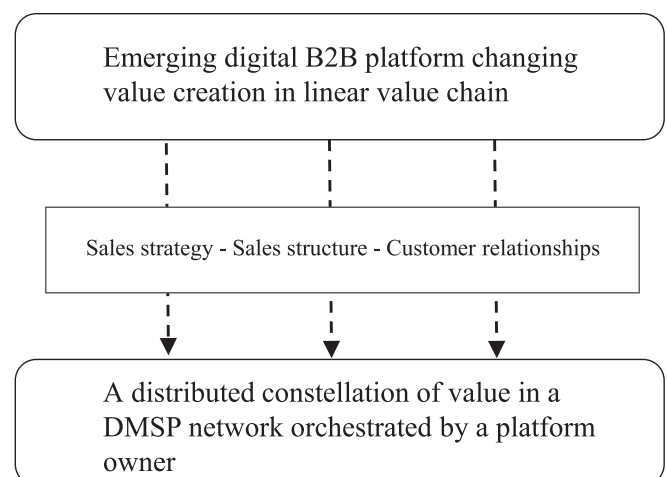 Emerging digital B2B platform changing
value creation in linear value chain
Sales strategy - Sales structure - Customer relationships
A distributed constellation of value in a
DMSP network orchestrated by a platform
owner